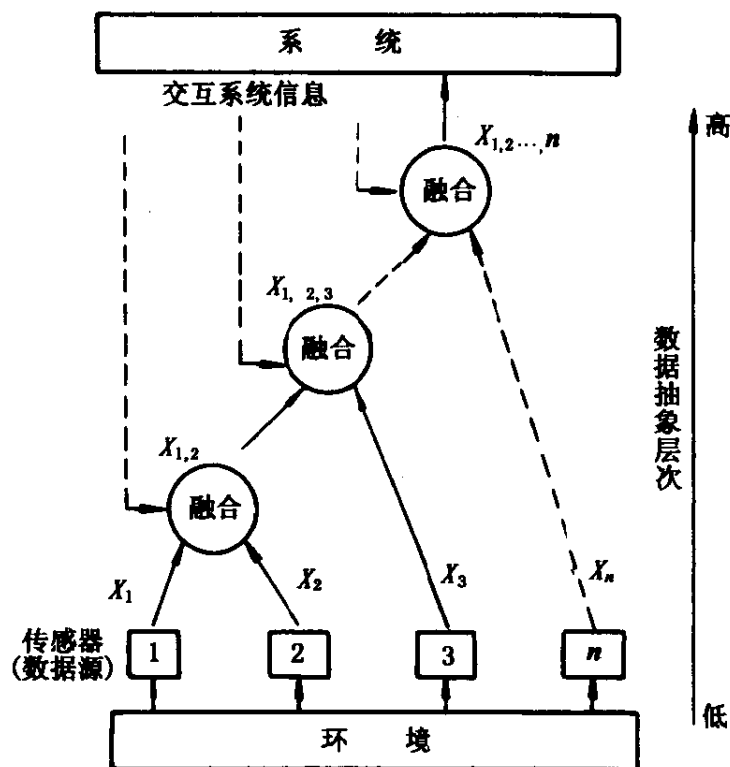 系 统
交互系统信息
高
X1,2…,n
融合
X1, 2,3
融合
数据抽象层次
X1,2
融合
X1
X2
X3
Xn
传感器
(数据源)
1
2
3
n
低
环 境